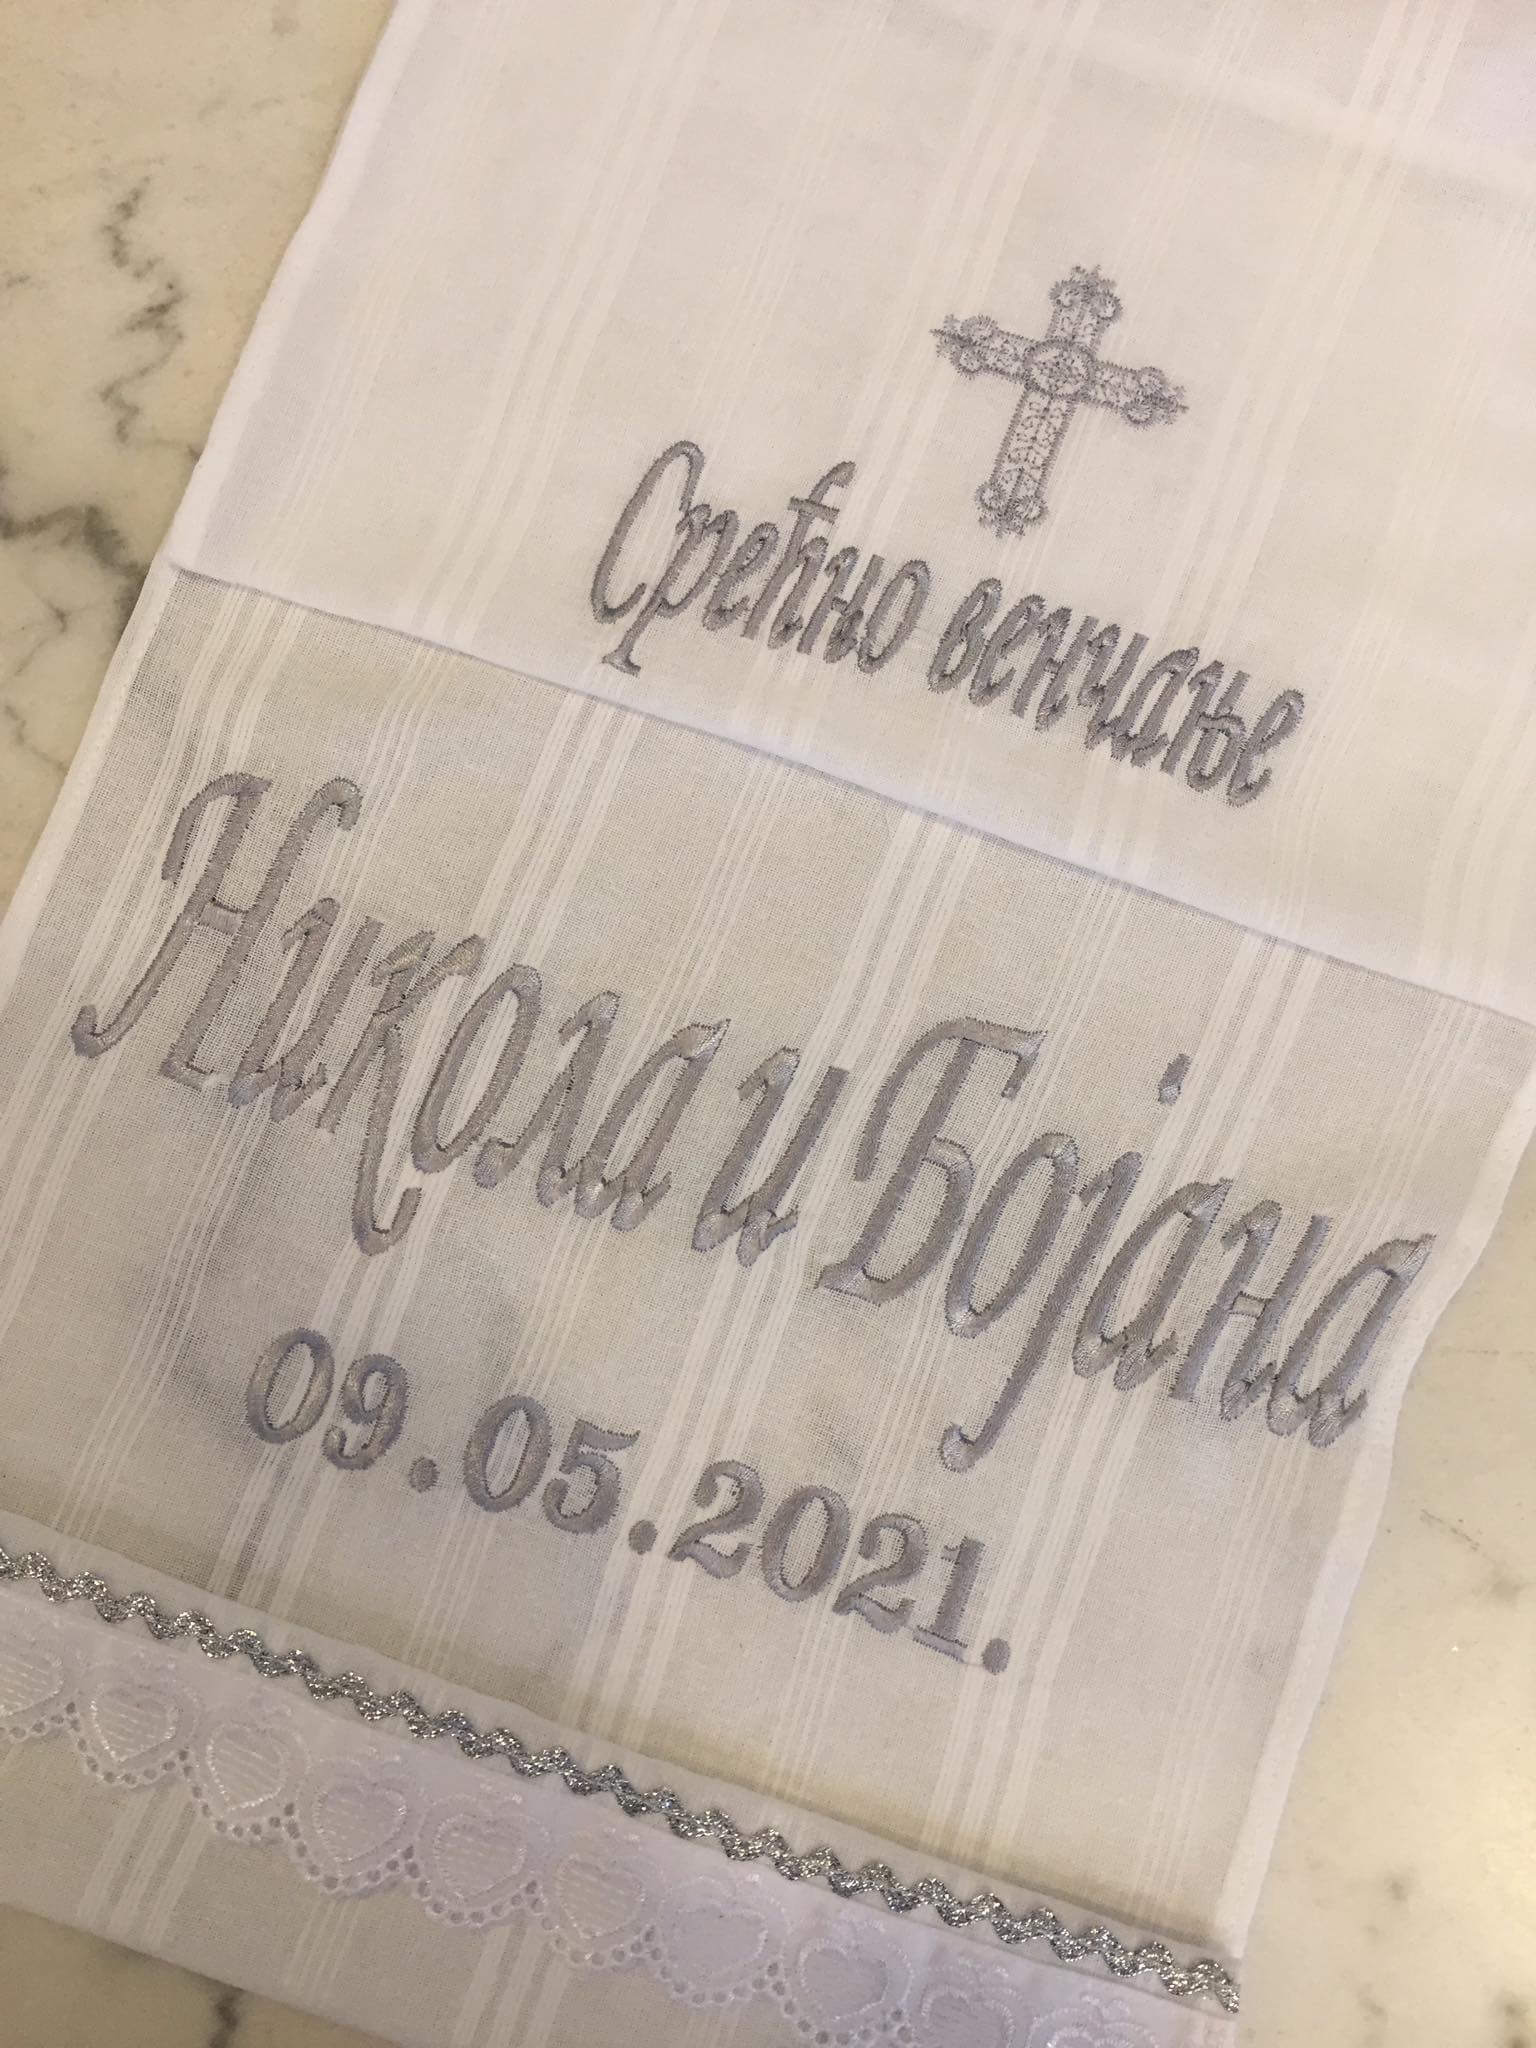 Срећно венчање
Никола и Бојана
09.05.2021.